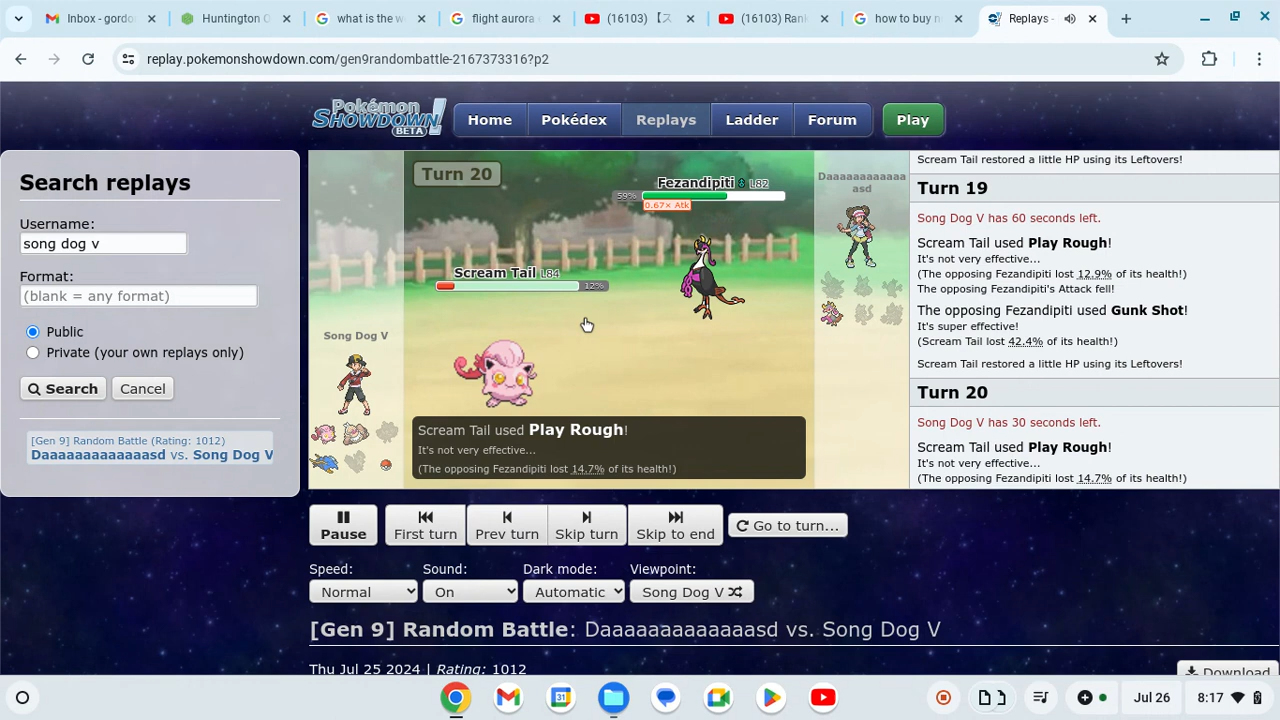 Inbox - gordo
Huntington C
what is the w
flight aurora
(16103) 【ス
(16103) Ran
how to buy n
Replays -
replay.pokemonshowdown.com/gen9randombattle-2167373316?p2
Pokémon
SHOWDOWN!
BETA
Home
Pokédex
Replays
Ladder
Forum
Play
Search replays
Username:
song dog v
Format:
(blank = any format)
Public
Private (your own replays only)
Search
Cancel
[Gen 9] Random Battle (Rating: 1012)
Daaaaaaaaaaaaasd vs. Song Dog V
Turn 20
Fezandipiti L82
59%
0.67× Atk
Scream Tail L84
12%
Song Dog V
Daaaaaaaaaaaa
asd
Scream Tail used Play Rough!
It's not very effective...
(The opposing Fezandipiti lost 14.7% of its health!)
Scream Tail restored a little HP using its Leftovers!
Turn 19
Song Dog V has 60 seconds left.
Scream Tail used Play Rough!
It's not very effective...
(The opposing Fezandipiti lost 12.9% of its health!)
The opposing Fezandipiti's Attack fell!
The opposing Fezandipiti used Gunk Shot!
It's super effective!
(Scream Tail lost 42.4% of its health!)
Scream Tail restored a little HP using its Leftovers!
Turn 20
Song Dog V has 30 seconds left.
Scream Tail used Play Rough!
It's not very effective...
(The opposing Fezandipiti lost 14.7% of its health!)
Pause
First turn
Prev turn
Skip turn
Skip to end
Go to turn...
Speed:
Sound:
Dark mode:
Viewpoint:
Normal
On
Automatic
Song Dog V
[Gen 9] Random Battle: Daaaaaaaaaaaaasd vs. Song Dog V
Thu Jul 25 2024 | Rating: 1012
Download
31
Jul 26
8:17